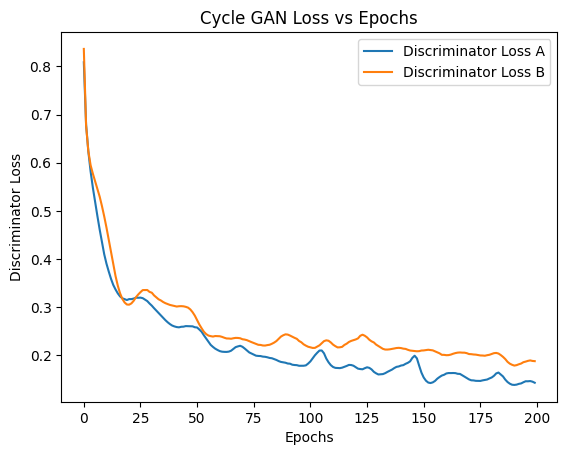 Cycle GAN Loss vs Epochs
Discriminator Loss A
Discriminator Loss B
Discriminator Loss
0.8
0.7
0.6
0.5
0.4
0.3
0.2
0 25 50 75 100 125 150 175 200
Epochs